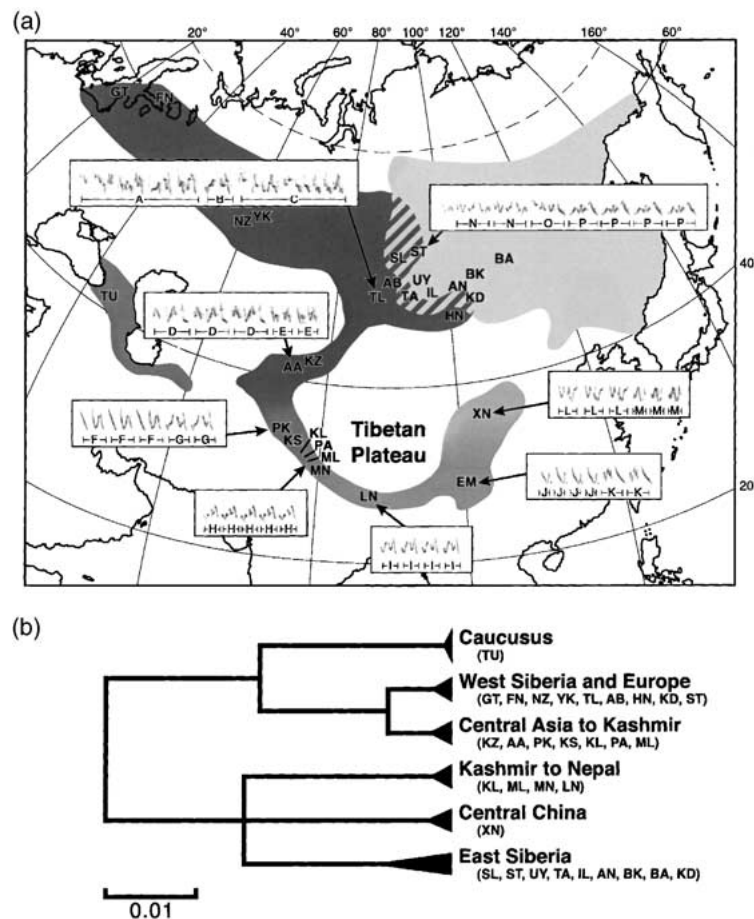 (a)
20°
40°
60°
80°
100°
120°
140°
160°
60°
GT
FN
A
B
C
N
N
O
P
P
P
P
NZ
YK
SL
ST
BA
40°
TU
AB
UY
BK
TL
TA
IL
AN
KD
HN
D
D
D
E
E
AA
KZ
L
L
L
M
M
M
F
F
F
G
G
PK
KS
KL
PA
ML
MN
Tibetan
Plateau
XN
EM
20°
J
J
J
J
K
K
LN
H
H
H
H
H
I
I
I
I
(b)
Caucusus
(TU)
West Siberia and Europe
(GT, FN, NZ, YK, TL, AB, HN, KD, ST)
Central Asia to Kashmir
(KZ, AA, PK, KS, KL, PA, ML)
Kashmir to Nepal
(KL, ML, MN, LN)
Central China
(XN)
East Siberia
(SL, ST, UY, TA, IL, AN, BK, BA, KD)
0.01